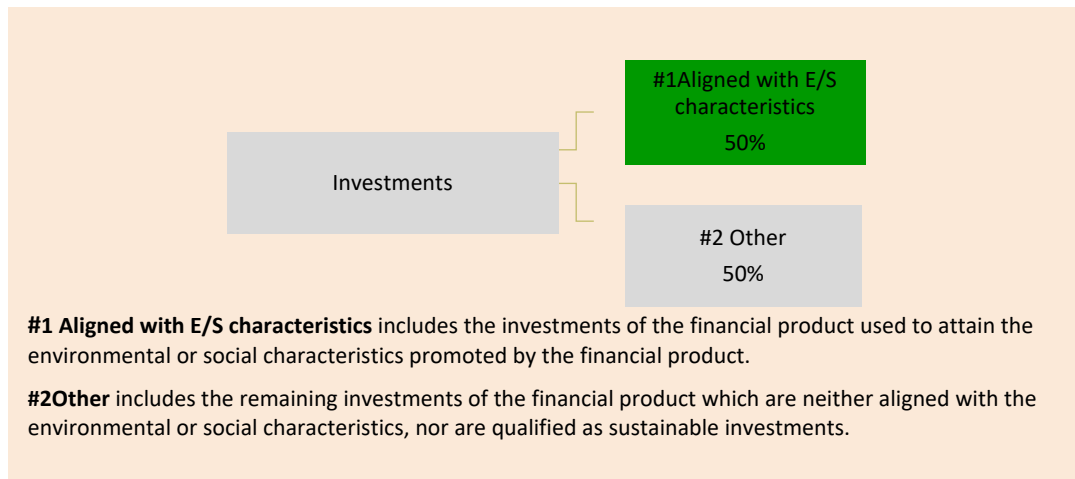 #1Aligned with E/S
characteristics
50%
Investments
#2 Other
50%
#1 Aligned with E/S characteristics includes the investments of the financial product used to attain the
environmental or social characteristics promoted by the financial product.
#2Other includes the remaining investments of the financial product which are neither aligned with the
environmental or social characteristics, nor are qualified as sustainable investments.